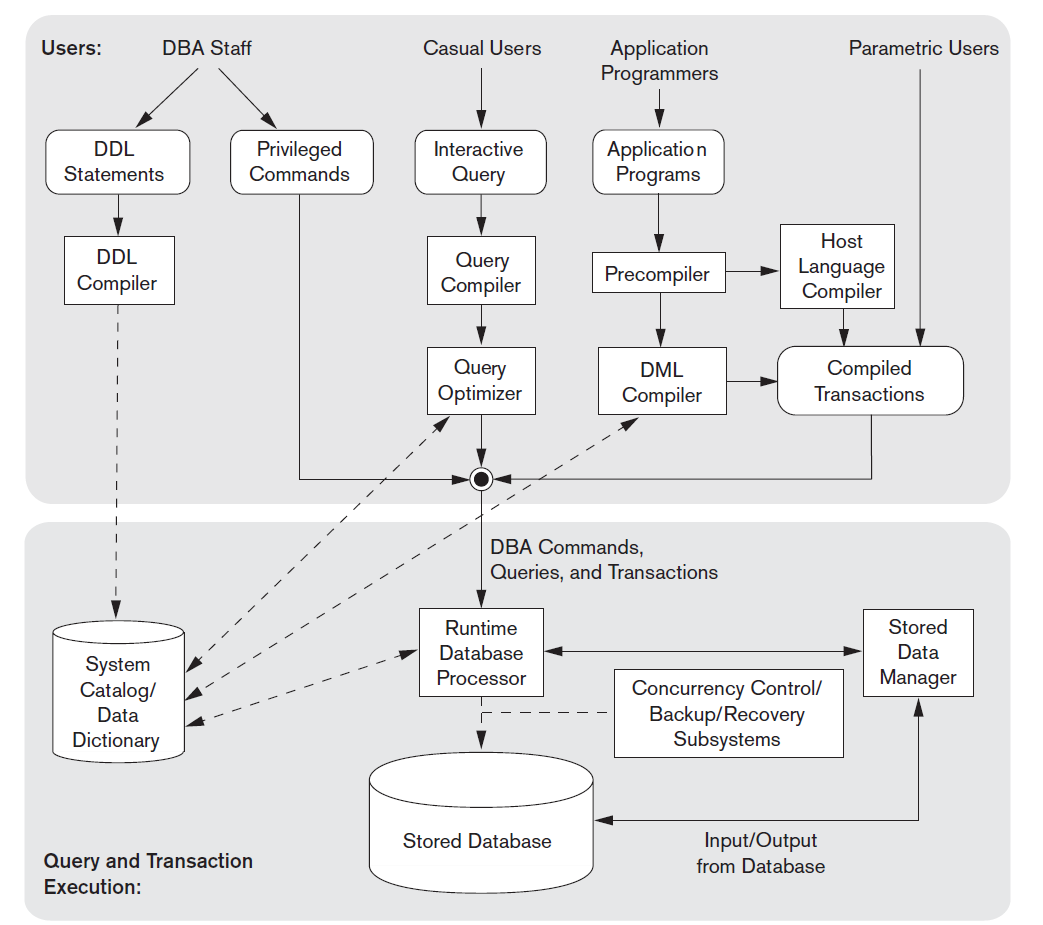 Users:
DBA Staff
Casual Users
Application
Programmers
Parametric Users
DDL
Statements
Privileged
Commands
Interactive
Query
Application
Programs
DDL
Compiler
Query
Compiler
Precompiler
Host
Language
Compiler
Query
Optimizer
DML
Compiler
Compiled
Transactions
DBA Commands,
Queries, and Transactions
System
Catalog/
Data
Dictionary
Runtime
Database
Processor
Stored
Data
Manager
Concurrency Control/
Backup/Recovery
Subsystems
Stored Database
Input/Output
from Database
Query and Transaction
Execution: